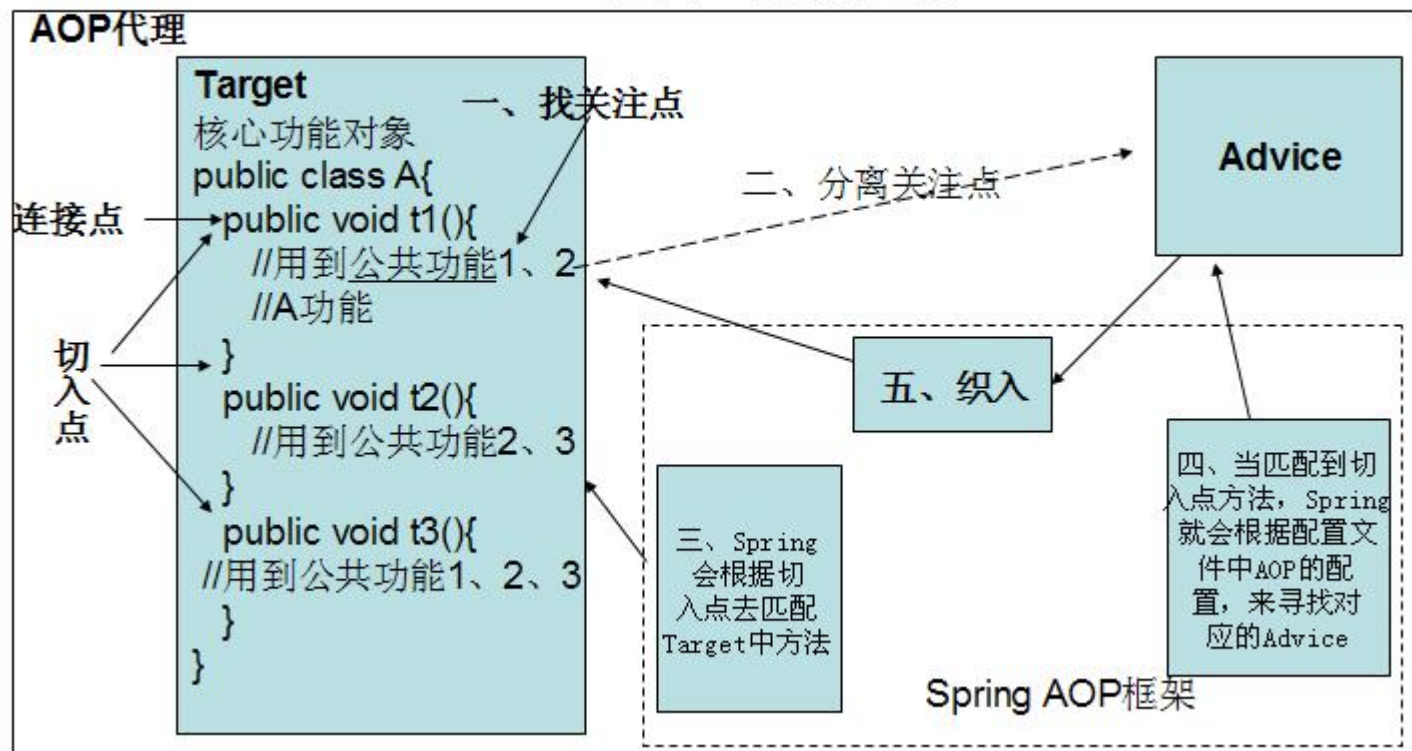 AOP代理
Target
核心功能对象
一、找关注点
public class A{
连接点
public void t1(){
//用到公共功能1、2
//A功能
}
切
入
点
public void t2(){
//用到公共功能2、3
}
public void t3(){
//用到公共功能1、2、3
}
}
二、分离关注点
Advice
五、织入
三、Spring
会根据切
入点去匹配
Target中方法
四、当匹配到切
入点方法，Spring
就会根据配置文
件中AOP的配
置，来寻找对
应的Advice
Spring AOP框架